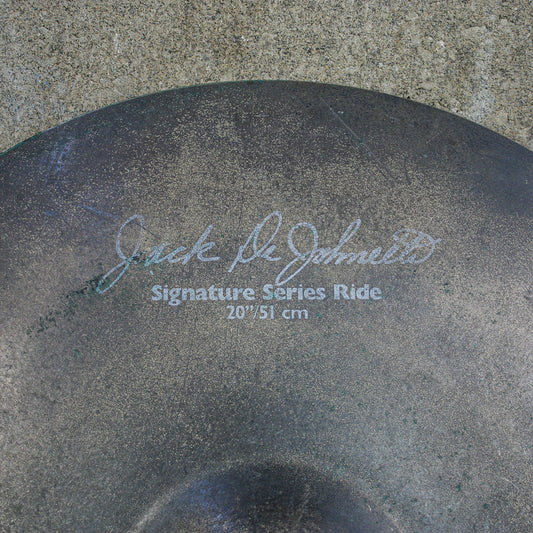 Jack DeJohnette
Signature Series Ride
20"/51 cm